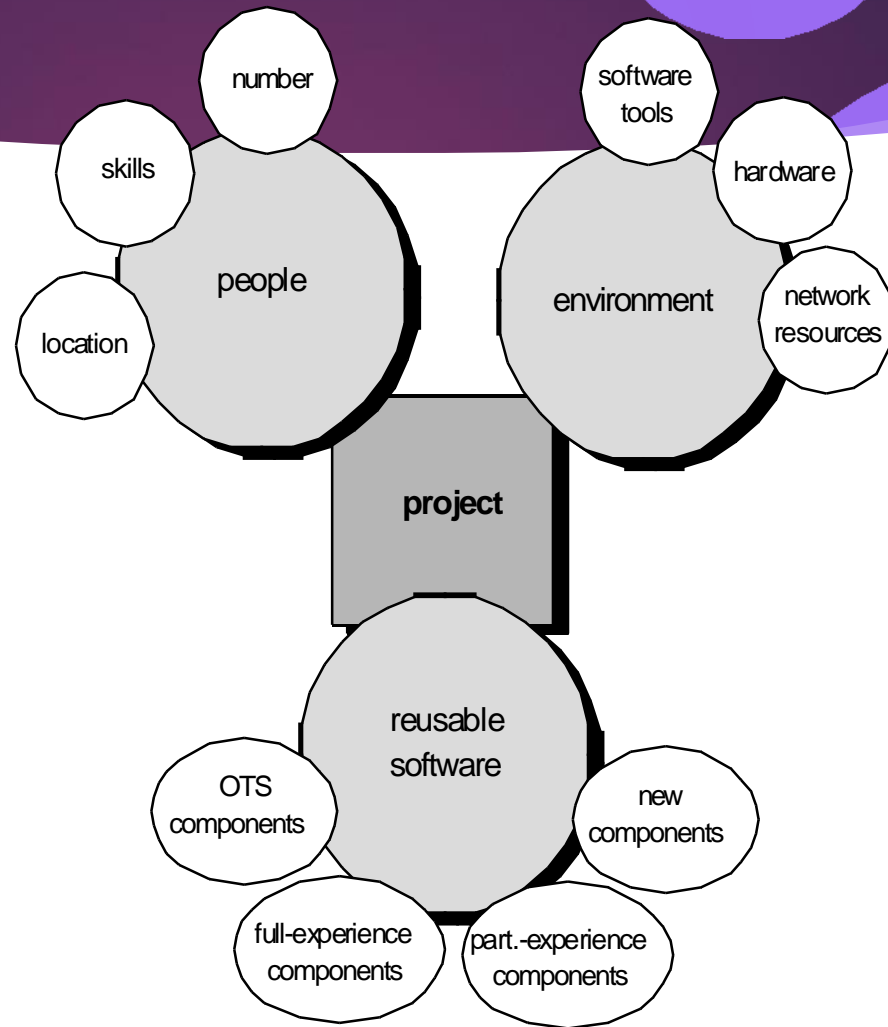 number
skills
location
people
software
tools
hardware
network
resources
environment
project
reusable
software
OTS
components
full-experience
components
part.-experience
components
new
components